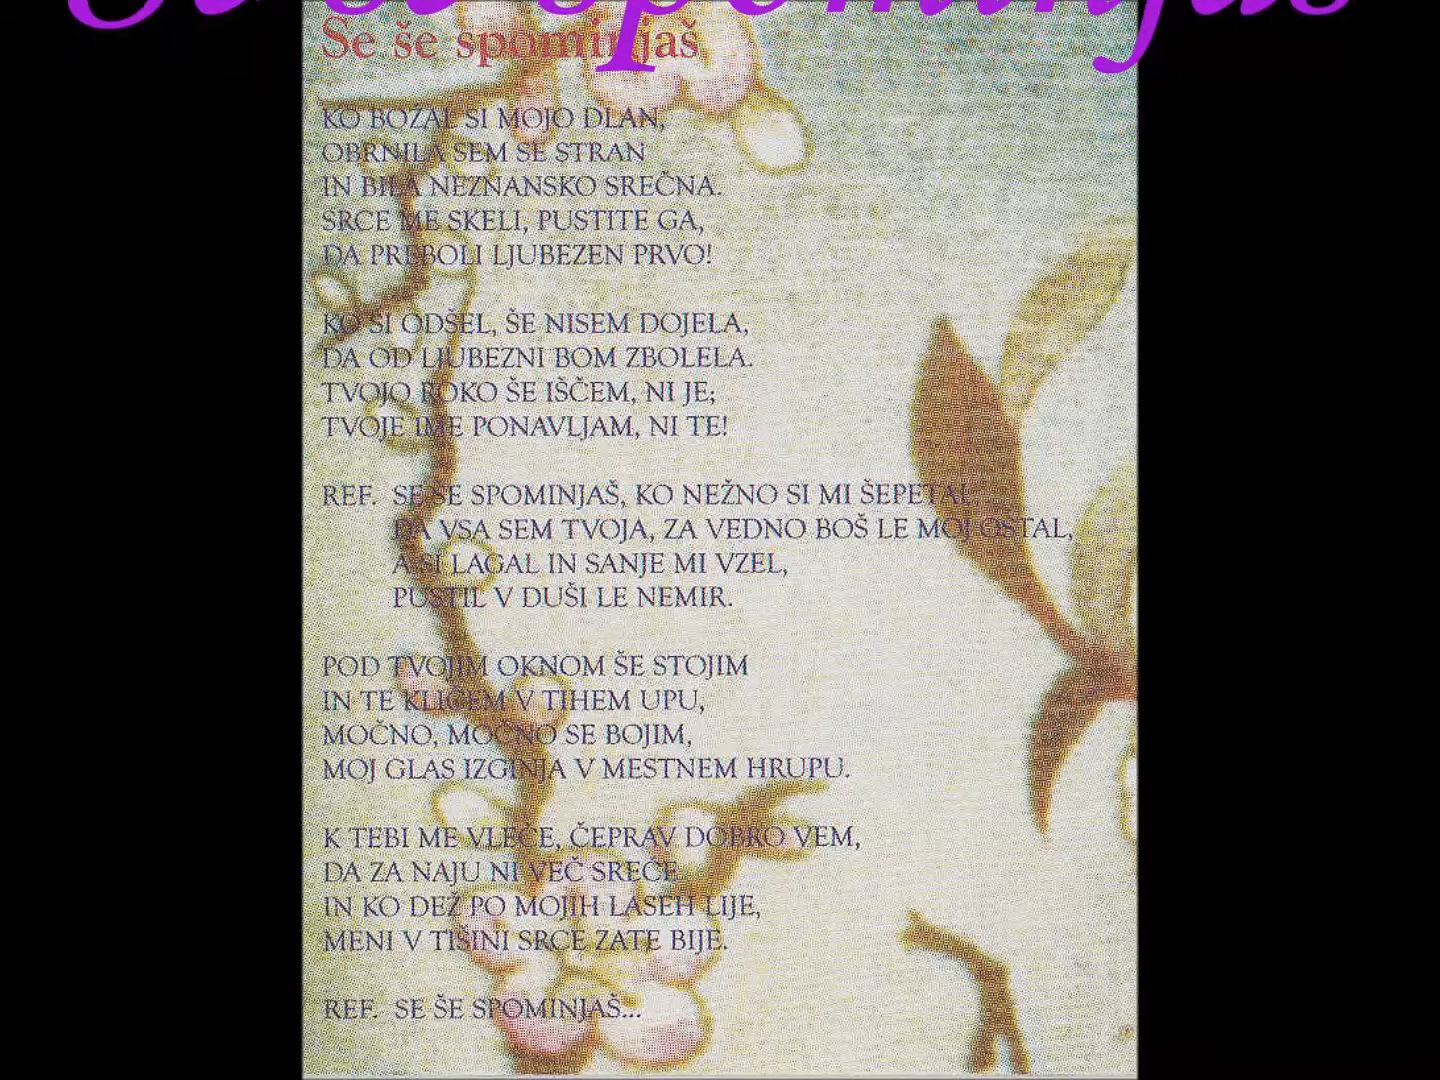 Se še spominjaš
Se še spominjaš
KO BOŽAL SI MOJO DLAN,
OBRNILA SEM SE STRAN
IN BILA NEZNANSKO SREČNA.
SRCE ME SKELI, PUSTITE GA,
DA PREBOLI LJUBEZEN PRVO!
KO SI ODŠEL, ŠE NISEM DOJELA,
DA OD LJUBEZNI BOM ZBOLELA.
TVOJO ROKO ŠE IŠČEM, NI JE;
TVOJE IME PONAVLJAM, NI TE!
REF. SE ŠE SPOMINJAŠ, KO NEŽNO SI MI ŠEPETAL,
DA VSA SEM TVOJA, ZA VEDNO BOŠ LE MOJ OSTAL,
A SI LAGAL IN SANJE MI VZEL,
PUSTIL V DUŠI LE NEMIR.
POD TVOJIM OKNOM ŠE STOJIM
IN TE KLIČEM V TIHEM UPU,
MOČNO, MOČNO SE BOJIM,
MOJ GLAS IZGINJA V MESTNEM HRUPU.
K TEBI ME VLEČE, ČEPRAV DOBRO VEM,
DA ZA NAJU NI VEČ SREČE.
IN KO DEŽ PO MOJIH LASEH LIJE,
MENI V TIŠINI SRCE ZATE BIJE.
REF. SE ŠE SPOMINJAŠ...